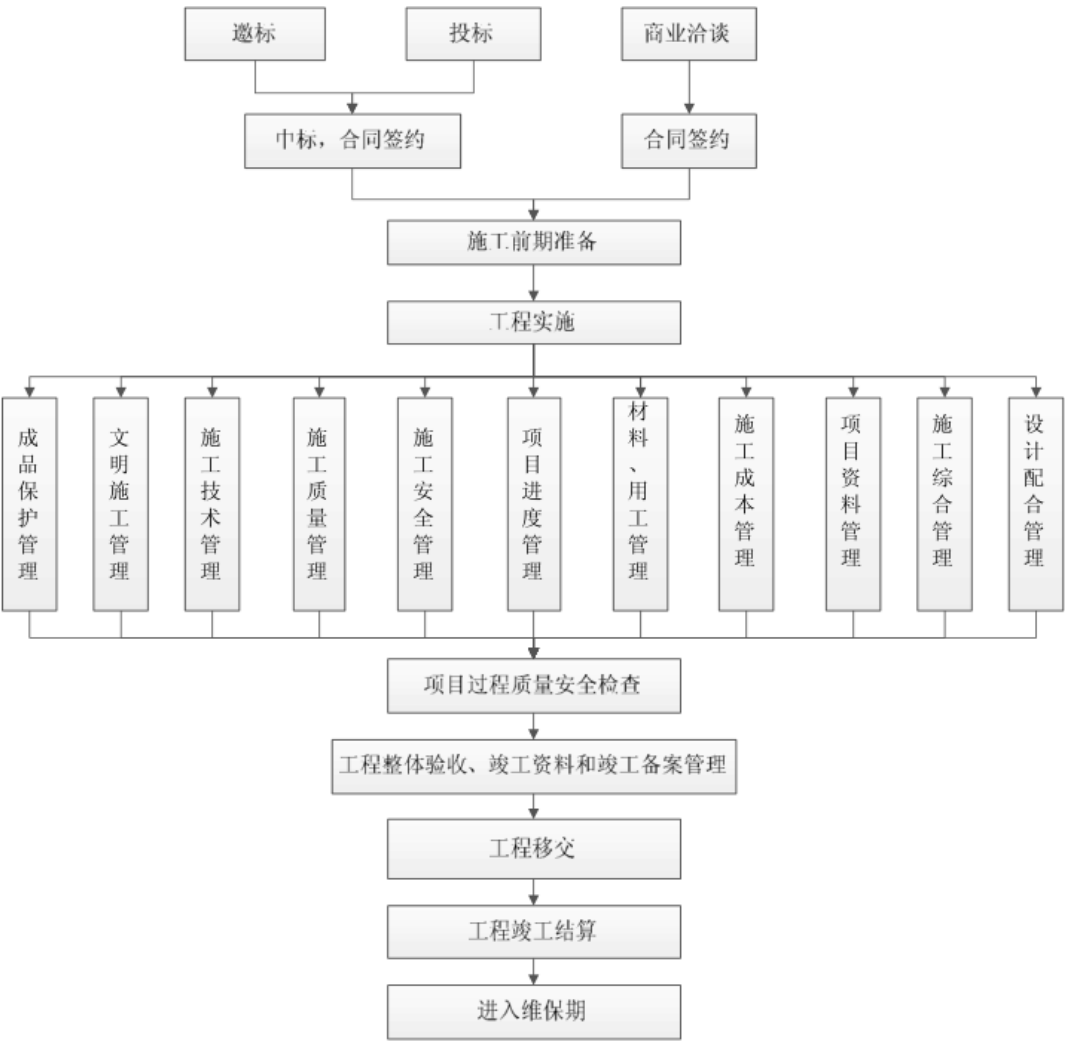 邀标
投标
商业洽谈
中标，合同签约
合同签约
施工前期准备
工程实施
成品保护管理
文明施工管理
施工技术管理
施工质量管理
施工安全管理
项目进度管理
材料、用工管理
施工成本管理
项目资料管理
施工综合管理
设计配合管理
项目过程质量安全检查
工程整体验收、竣工资料和竣工备案管理
工程移交
工程竣工结算
进入维保期